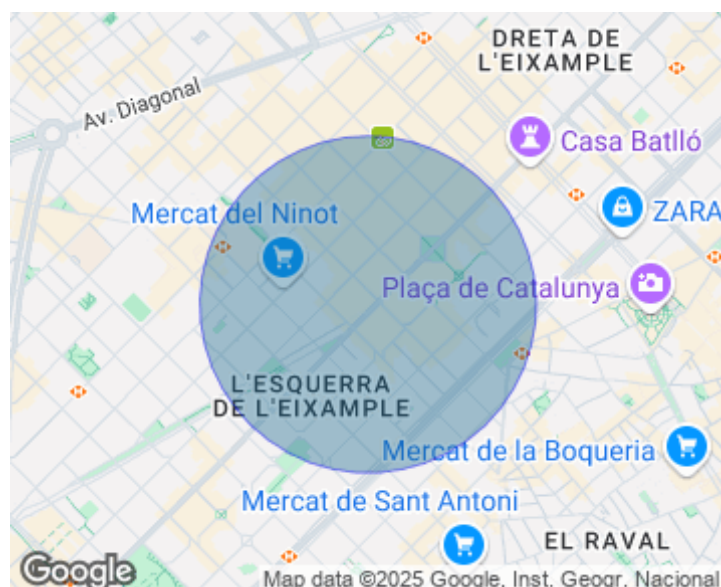 DRETA DE
L'EIXAMPLE
Av. Diagonal
Casa Batlló
Mercat del Ninot
ZARA
Plaça de Catalunya
L'ESQUERRA
DE L'EIXAMPLE
Mercat de la Boqueria
Mercat de Sant Antoni
EL RAVAL
Google
Map data ©2025 Google, Inst. Geogr. Nacional